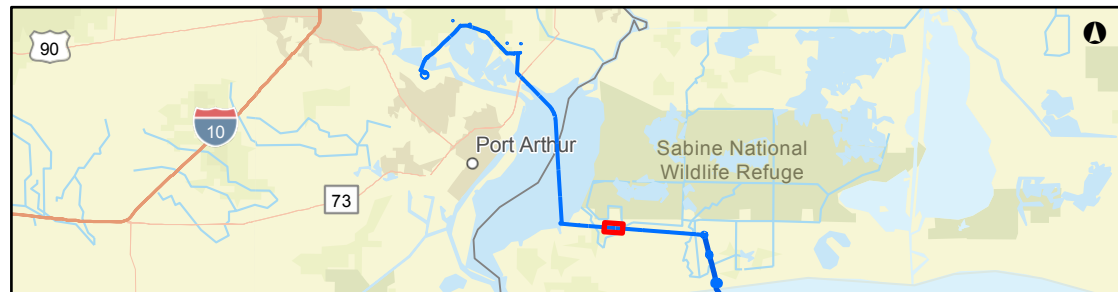 90
10
Port Arthur
Sabine National
Wildlife Refuge
73